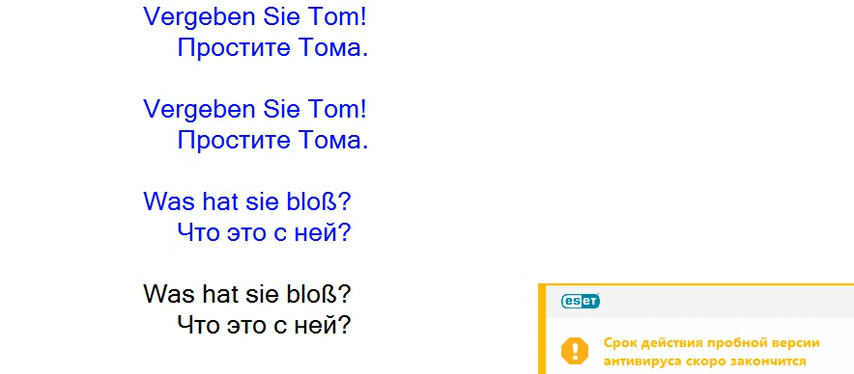 Vergeben Sie Tom!
Простите Тома.
Vergeben Sie Tom!
Простите Тома.
Was hat sie bloß?
Что это с ней?
Was hat sie bloß?
Что это с ней?
eseT
Срок действия пробной версии
антивируса скоро закончится